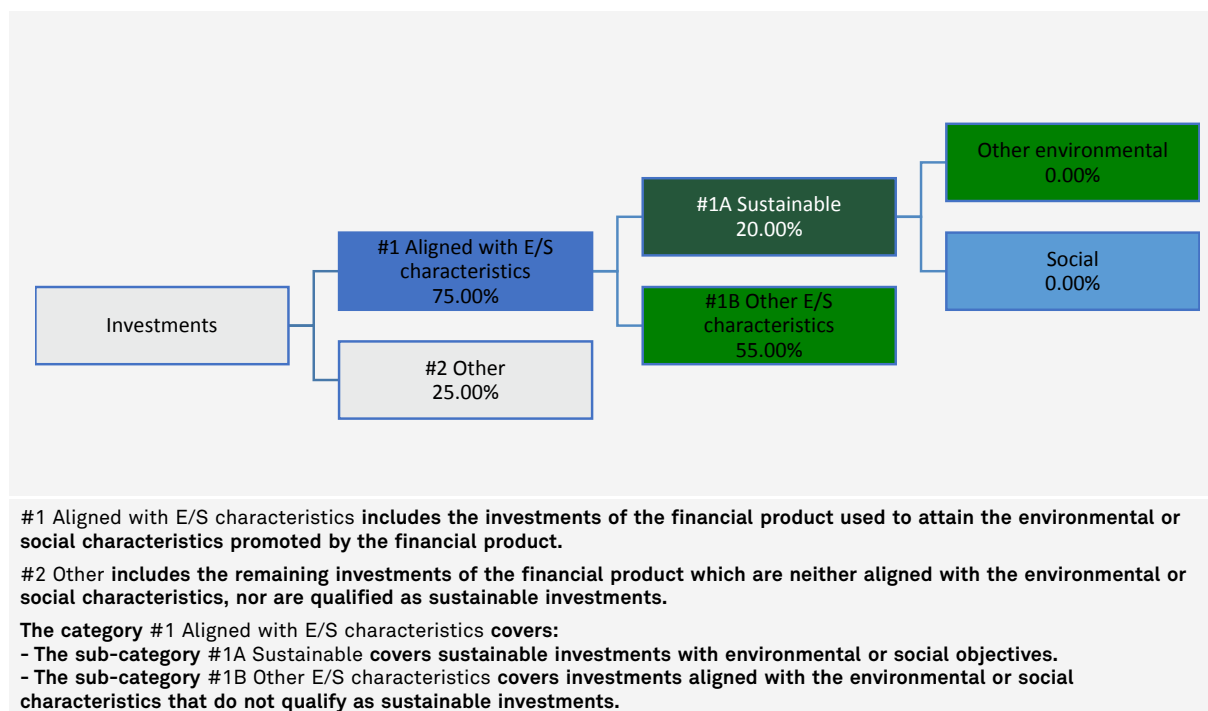 Investments
#1 Aligned with E/S
characteristics
75.00%
#2 Other
25.00%
#1A Sustainable
20.00%
#1B Other E/S
characteristics
55.00%
Other environmental
0.00%
Social
0.00%
#1 Aligned with E/S characteristics includes the investments of the financial product used to attain the environmental or
social characteristics promoted by the financial product.
#2 Other includes the remaining investments of the financial product which are neither aligned with the environmental or
social characteristics, nor are qualified as sustainable investments.
The category #1 Aligned with E/S characteristics covers:
- The sub-category #1A Sustainable covers sustainable investments with environmental or social objectives.
- The sub-category #1B Other E/S characteristics covers investments aligned with the environmental or social
characteristics that do not qualify as sustainable investments.